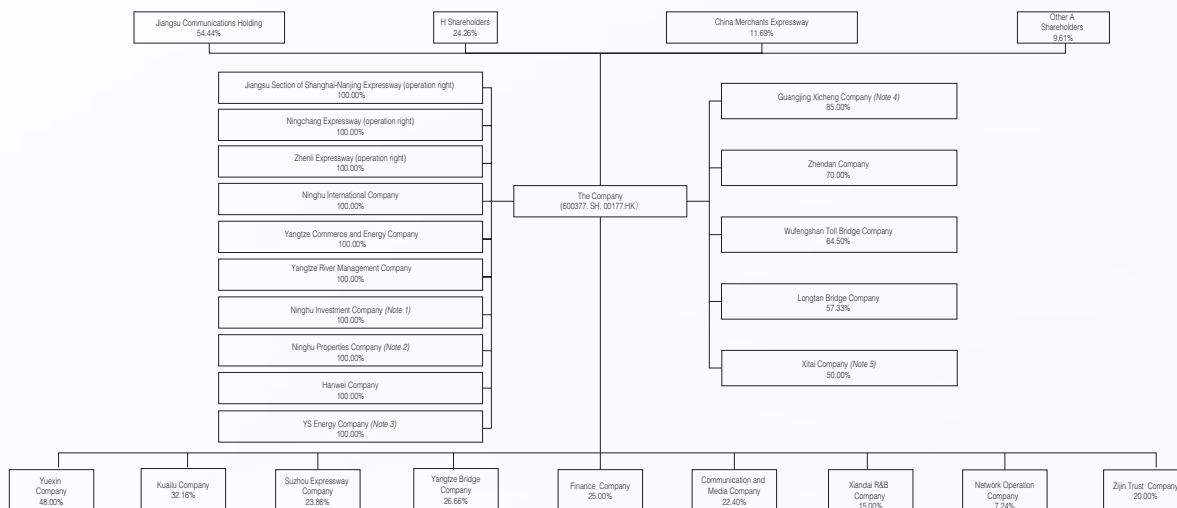 Jiangsu Communications Holding
54.44%
H Shareholders
24.26%
China Merchants Expressway
11.69%
Other A
Shareholders
9.61%
Jiangsu Section of Shanghai-Nanjing Expressway (operation right)
100.00%
Ningchang Expressway (operation right)
100.00%
Zhenli Expressway (operation right)
100.00%
Ninghu International Company
100.00%
Yangtze Commerce and Energy Company
100.00%
Yangtze River Management Company
100.00%
Ninghu Investment Company (Note 1)
100.00%
Ninghu Properties Company (Note 2)
100.00%
Hanwei Company
100.00%
YS Energy Company (Note 3)
100.00%
The Company
(600377. SH, 00177.HK）
Guangjing Xicheng Company (Note 4)
85.00%
Zhendan Company
70.00%
Wufengshan Toll Bridge Company
64.50%
Longtan Bridge Company
57.33%
Xitai Company (Note 5)
50.00%
Yuexin
Company
48.00%
Kuailu Company
32.16%
Suzhou Expressway
Company
23.86%
Yangtze Bridge
Company
26.66%
Finance Company
25.00%
Communication and
Media Company
22.40%
Xiandai R&B
Company
15.00%
Network Operation
Company
7.24%
Zijin Trust Company
20.00%